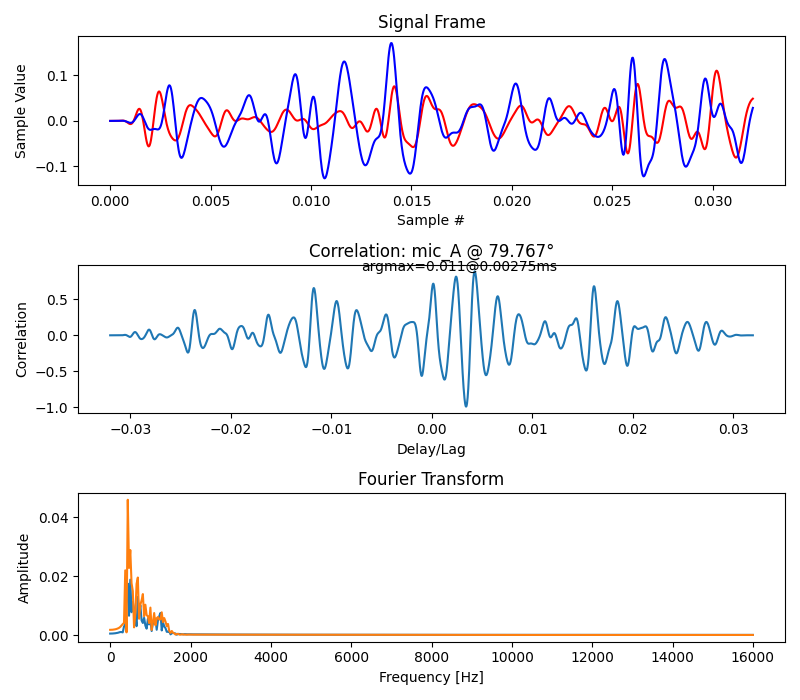 Signal Frame
Sample Value
0.1
0.0
−0.1
0.000 0.005 0.010 0.015 0.020 0.025 0.030
Sample #
Correlation: mic_A @ 79.767°
argmax=0.011@0.00275ms
Correlation
0.5
0.0
−0.5
−1.0
−0.03 −0.02 −0.01 0.00 0.01 0.02 0.03
Delay/Lag
Fourier Transform
Amplitude
0.04
0.02
0.00
0 2000 4000 6000 8000 10000 12000 14000 16000
Frequency [Hz]